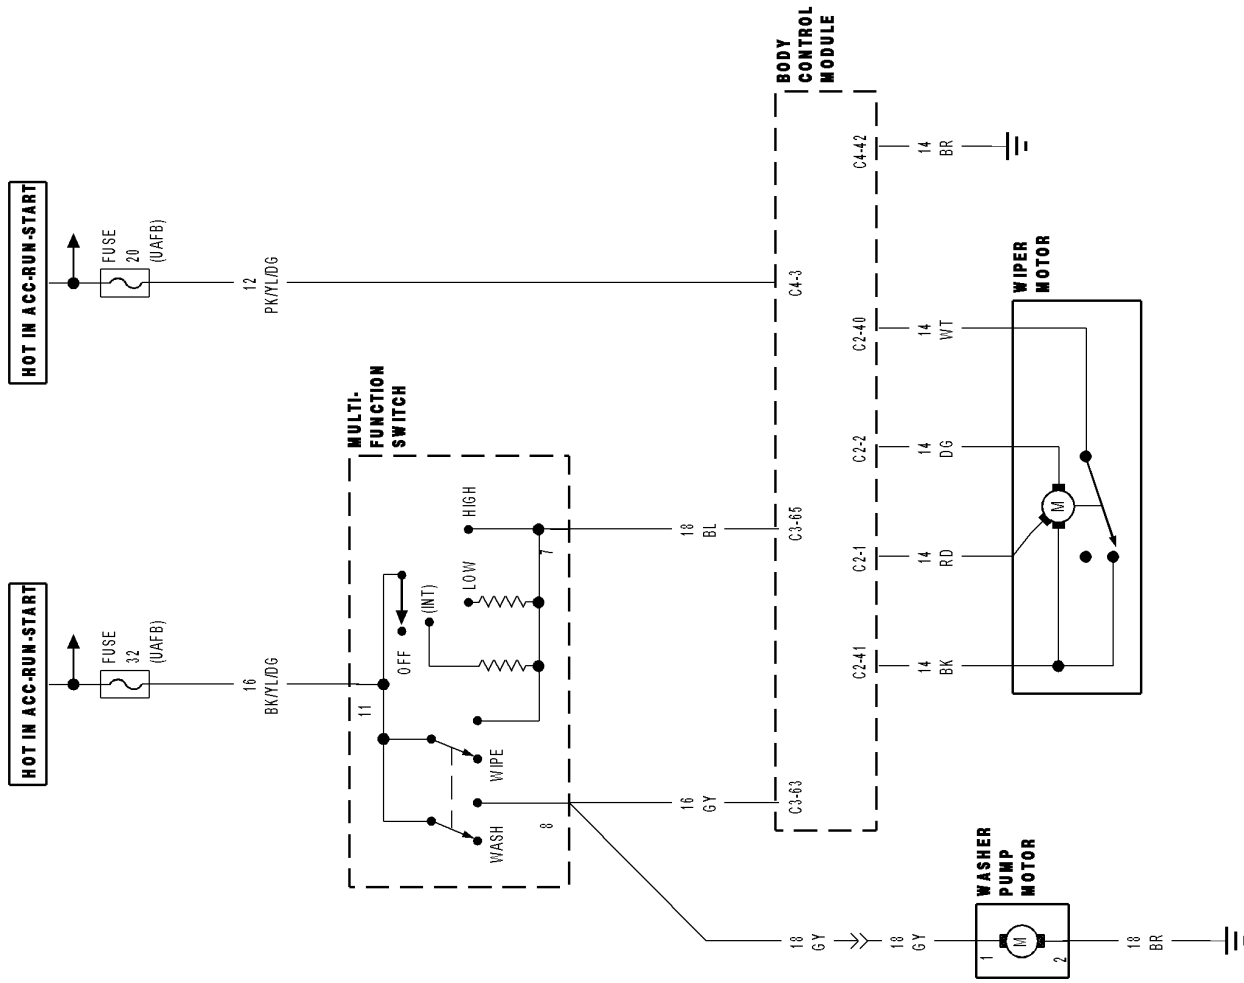 HOT IN ACC-RUN-START
FUSE
32
(UAFB)
16
BK/YL/DG
HOT IN ACC-RUN-START
FUSE
20
(UAFB)
12
PK/YL/DG
MULTI-
FUNCTION
SWITCH
11
WASH
WIPE
OFF
(INT)
LOW
HIGH
8
7
16
GY
18
BL
BODY
CONTROL
MODULE
C3-63
C3-65
C4-3
C2-41
C2-1
C2-2
C2-40
C4-42
14
BK
14
RD
14
DG
14
WT
14
BR
18
GY
18
GY
WASHER
PUMP
MOTOR
1
M
2
18
BR
WIPER
MOTOR
M